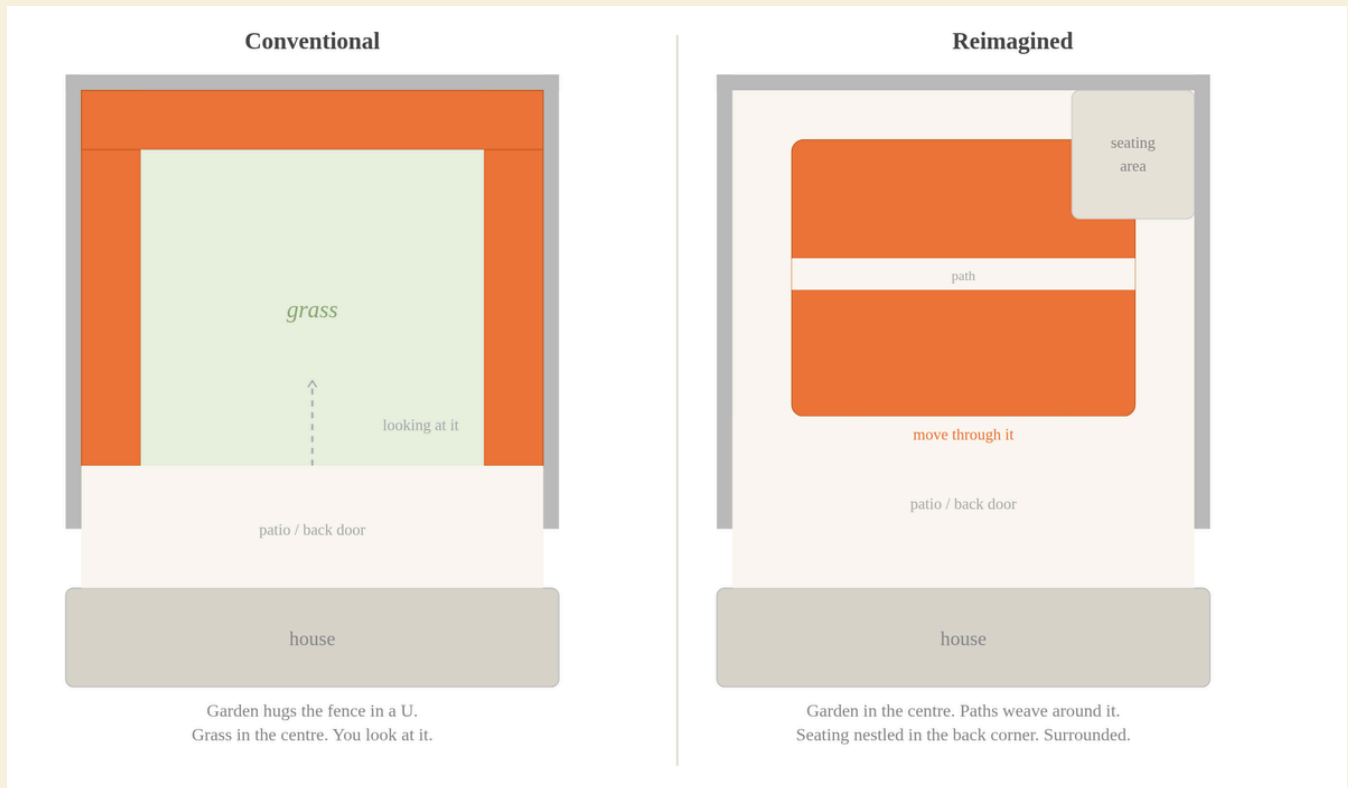 Conventional
grass
looking at it
patio / back door
house
Garden hugs the fence in a U.
Grass in the centre. You look at it.
Reimagined
seating
area
path
move through it
patio / back door
house
Garden in the centre. Paths weave around it.
Seating nestled in the back corner. Surrounded.